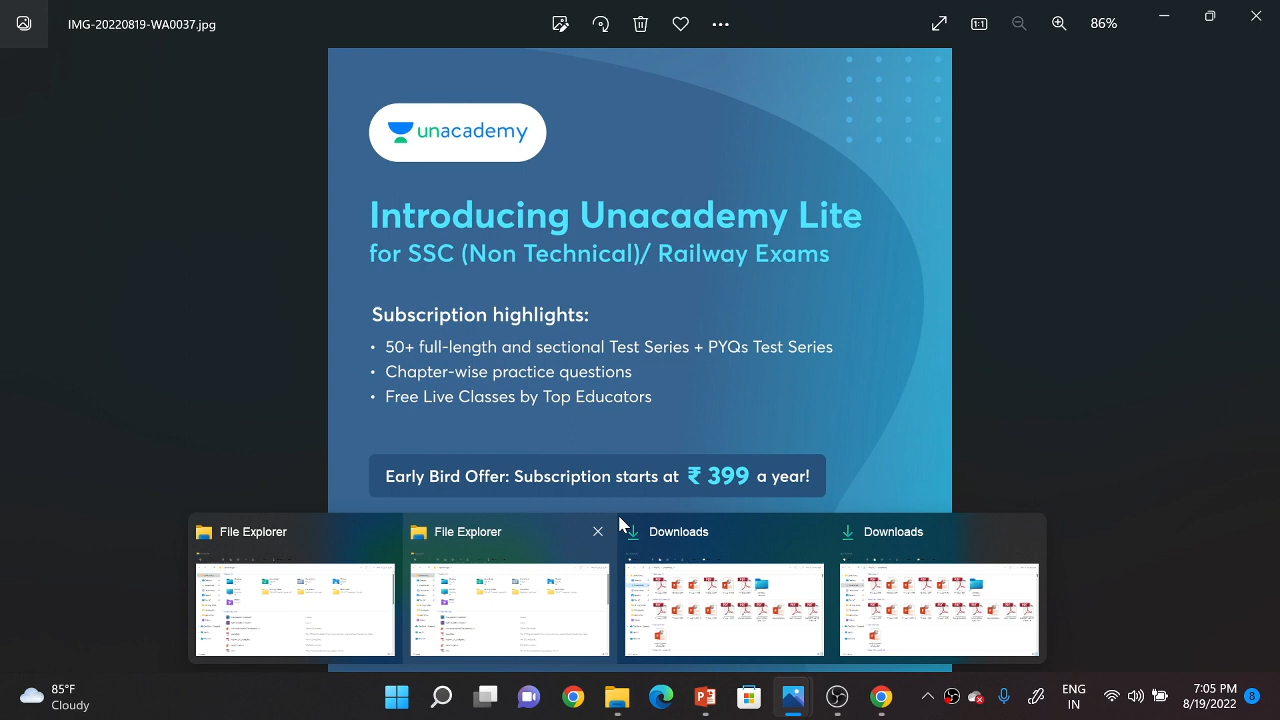 IMG-20220819-WA0037.jpg
86%
unacademy
Introducing Unacademy Lite
for SSC (Non Technical)/ Railway Exams
Subscription highlights:
• 50+ full-length and sectional Test Series + PYQs Test Series
• Chapter-wise practice questions
• Free Live Classes by Top Educators
Early Bird Offer: Subscription starts at ₹ 399 a year!
File Explorer
File Explorer
Downloads
Downloads
85°F
Cloudy
ENG
IN
7:05 PM
8/19/2022
8